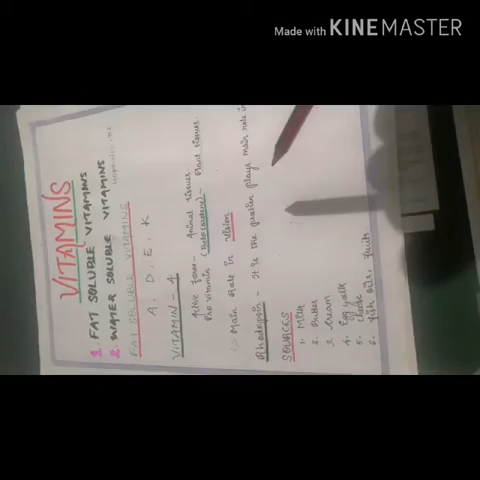 Made with KINEMASTER
VITAMINS
1. FAT SOLUBLE VITAMINS
2. WATER SOLUBLE VITAMINS
FAT SOLUBLE VITAMINS
A, D, E, K
VITAMIN - A
Active form - Animal tissues
Pro vitamin (Beta carotene) - Plant tissues
Main Role in vision
Rhodopsin - It is the protein plays main role in
SOURCES
1. Milk
2. Butter
3. cream
4. Egg yolk
5. cheese
6. fish oils, fruits